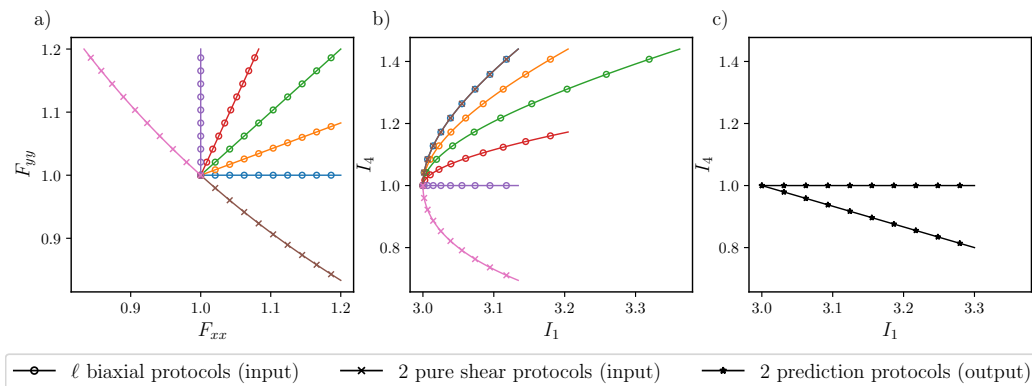 a)
1.2
1.1
1.0
0.9
F_yy
0.9
1.0
1.1
1.2
F_xx
b)
1.4
1.2
1.0
0.8
I_4
3.0
3.1
3.2
3.3
I_1
c)
1.4
1.2
1.0
0.8
I_4
3.0
3.1
3.2
3.3
I_1
ℓ biaxial protocols (input)
2 pure shear protocols (input)
2 prediction protocols (output)